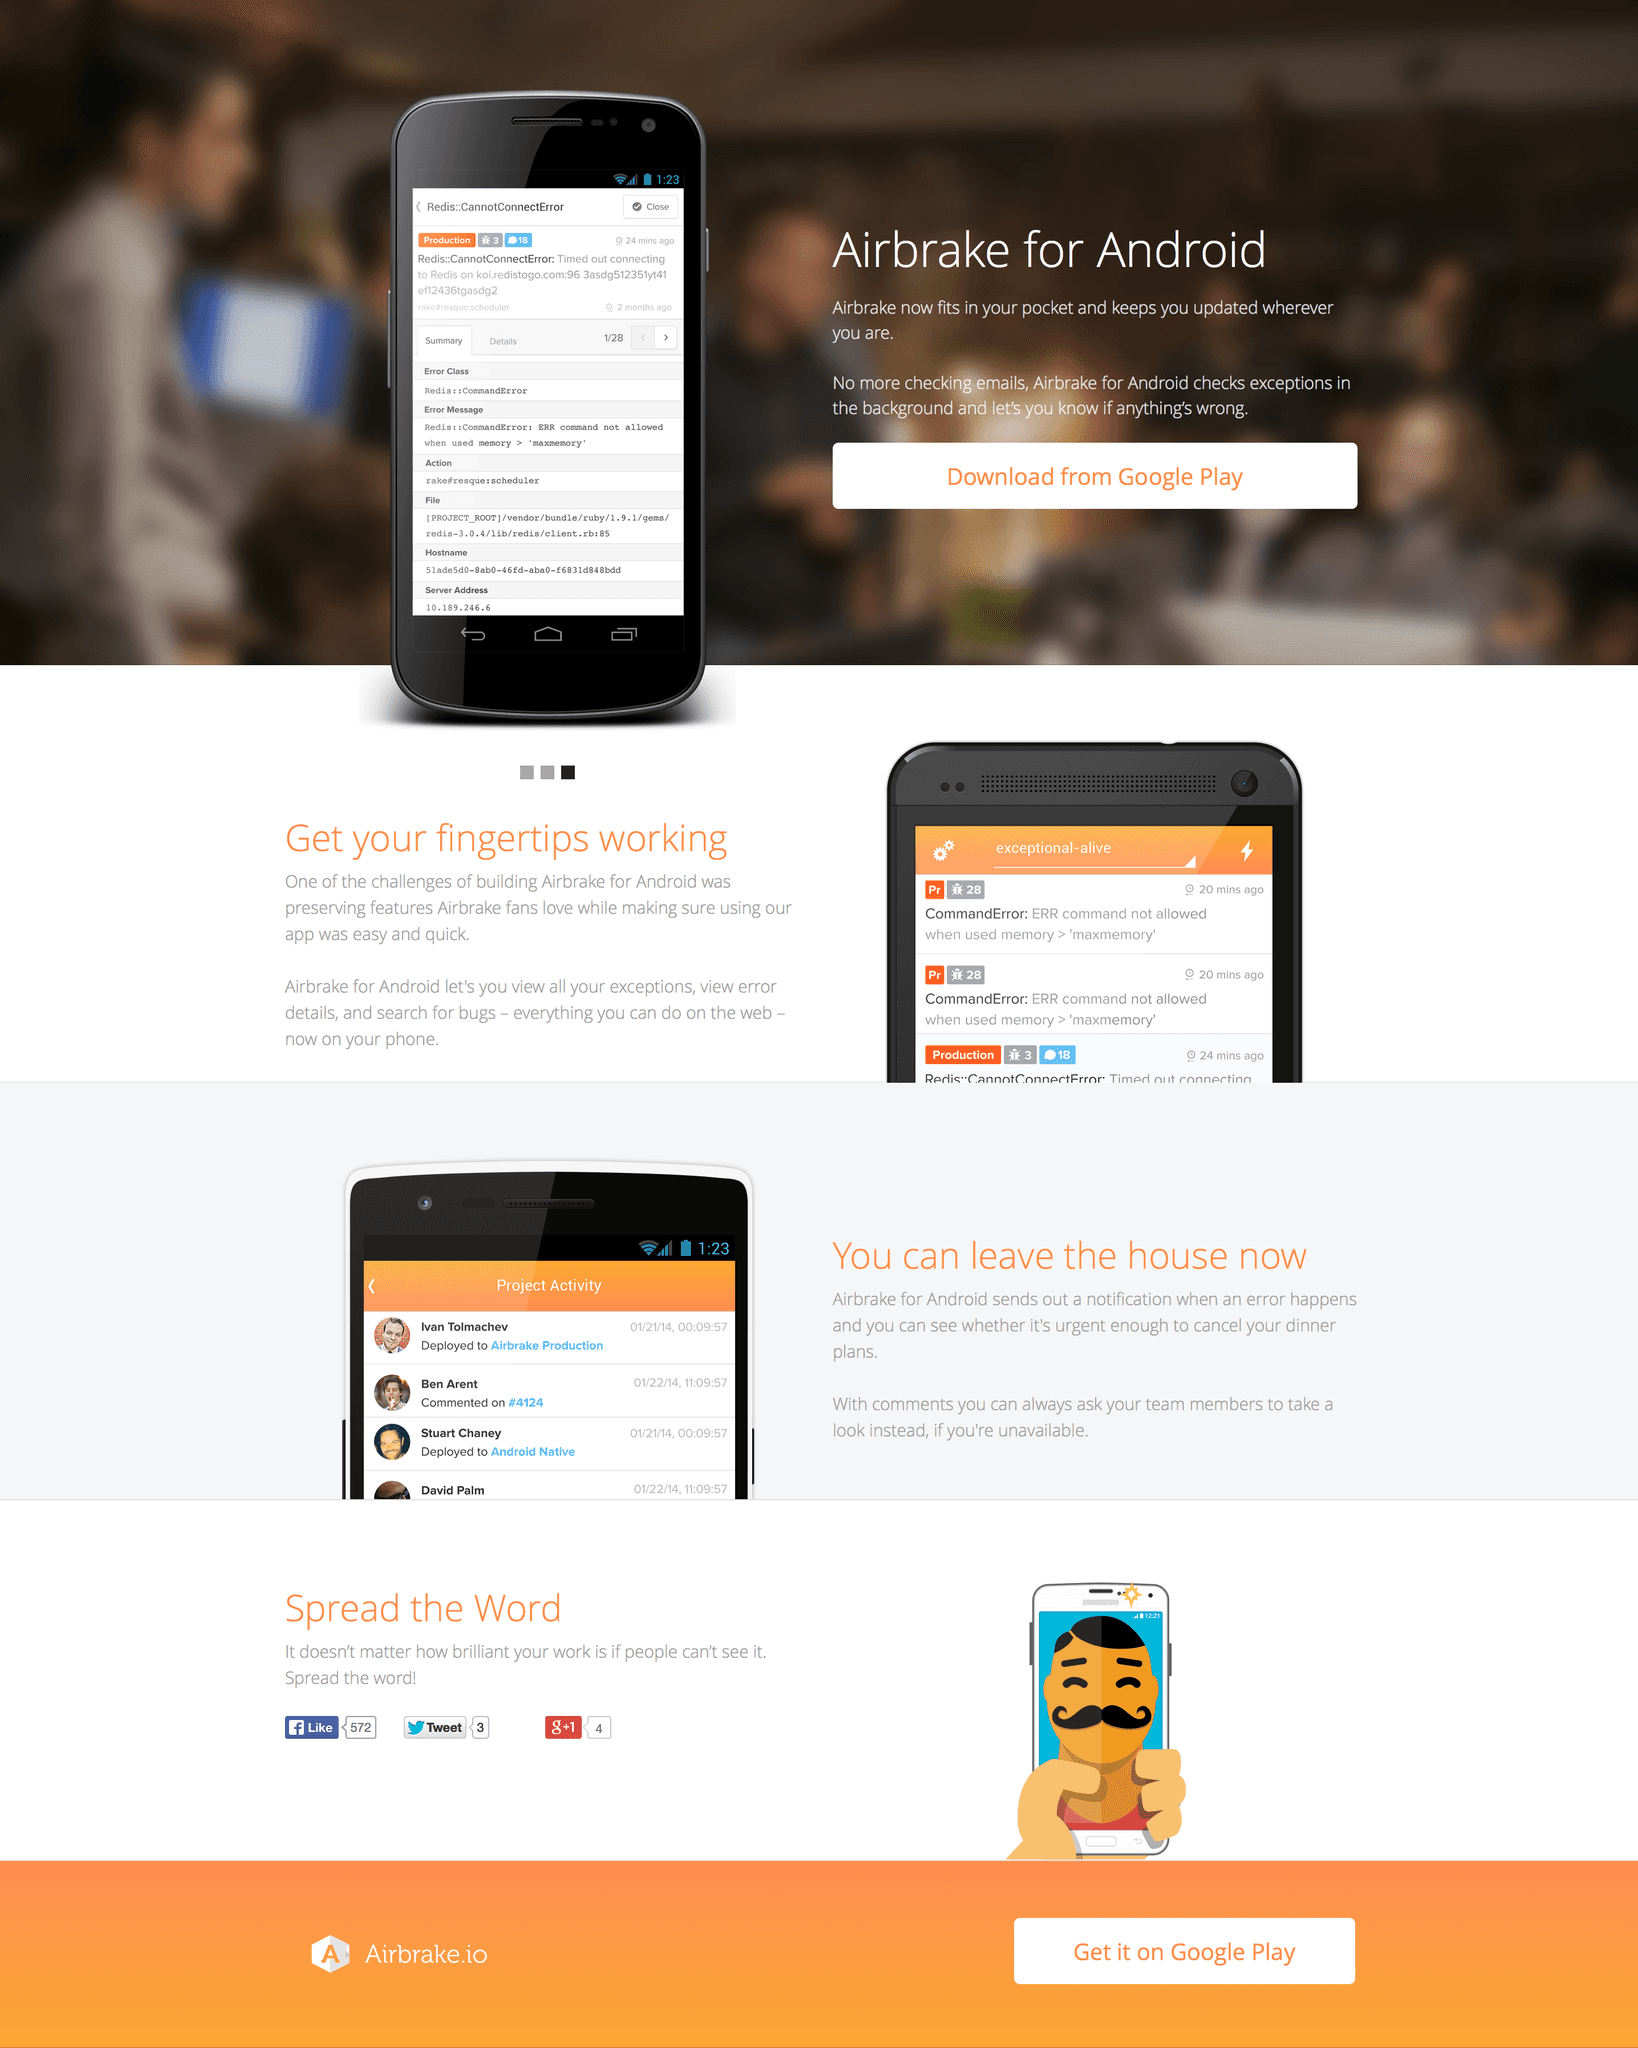 1:23
Redis::CannotConnectError
Close
Production 3 18
24 mins ago
Redis::CannotConnectError: Timed out connecting
to Redis on koi.redistogo.com:96 3asdg512351yt41
ef12436tgasdg2
rake#resque:scheduler
2 months ago
Summary
Details
1/28
Error Class
Redis::CommandError
Error Message
Redis::CommandError: ERR command not allowed
when used memory > 'maxmemory'
Action
rake#resque:scheduler
File
[PROJECT_ROOT]/vendor/bundle/ruby/1.9.1/gems/
redis-3.0.4/lib/redis/client.rb:85
Hostname
51ade5d0-8ab0-46fd-aba0-f6831d848bdd
Server Address
10.189.246.6
Airbrake for Android
Airbrake now fits in your pocket and keeps you updated wherever
you are.
No more checking emails, Airbrake for Android checks exceptions in
the background and let's you know if anything's wrong.
Download from Google Play
Get your fingertips working
One of the challenges of building Airbrake for Android was
preserving features Airbrake fans love while making sure using our
app was easy and quick.
Airbrake for Android let's you view all your exceptions, view error
details, and search for bugs – everything you can do on the web –
now on your phone.
exceptional-alive
Pr 28
20 mins ago
CommandError: ERR command not allowed
when used memory > 'maxmemory'
Pr 28
20 mins ago
CommandError: ERR command not allowed
when used memory > 'maxmemory'
Production 3 18
24 mins ago
Redis::CannotConnectError: Timed out connecting
1:23
Project Activity
Ivan Tolmachev
01/21/14, 00:09:57
Deployed to Airbrake Production
Ben Arent
01/22/14, 11:09:57
Commented on #4124
Stuart Chaney
01/21/14, 00:09:57
Deployed to Android Native
David Palm
01/22/14, 11:09:57
You can leave the house now
Airbrake for Android sends out a notification when an error happens
and you can see whether it's urgent enough to cancel your dinner
plans.
With comments you can always ask your team members to take a
look instead, if you're unavailable.
Spread the Word
It doesn't matter how brilliant your work is if people can't see it.
Spread the word!
Like 572
Tweet 3
g+1 4
12:21
A Airbrake.io
Get it on Google Play